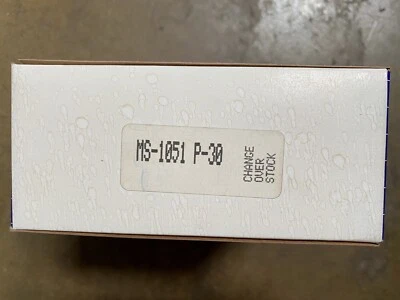 MS-1051 P-30
CHANGE
OVER
STOCK